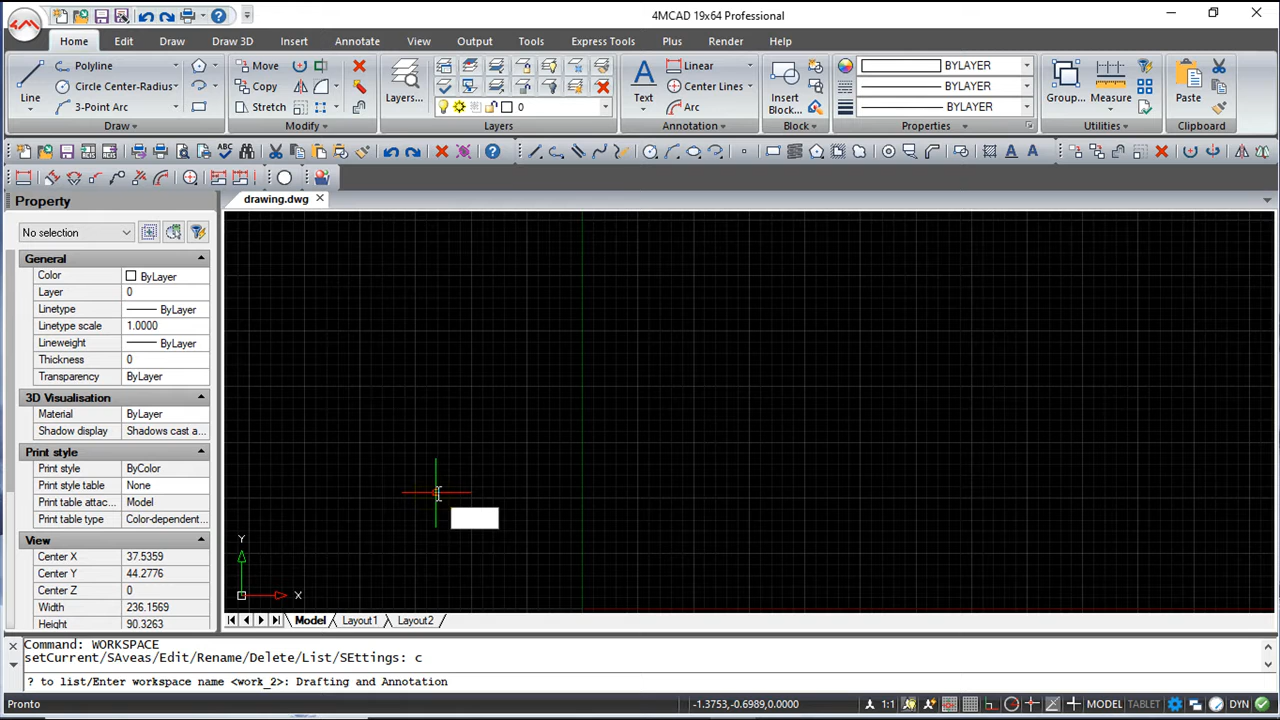 4MCAD 19x64 Professional
Home Edit Draw Draw 3D Insert Annotate View Output Tools Express Tools Plus Render Help
Line
Polyline
Circle Center-Radius
3-Point Arc
Draw
Move
Copy
Stretch
Modify
Layers...
0
Layers
Text
Linear
Center Lines
Arc
Annotation
Insert
Block...
Block
BYLAYER
BYLAYER
BYLAYER
Properties
Group...
Measure
Utilities
Paste
Clipboard
Property
drawing.dwg
No selection
General
Color ByLayer
Layer 0
Linetype ByLayer
Linetype scale 1.0000
Lineweight ByLayer
Thickness 0
Transparency ByLayer
3D Visualisation
Material ByLayer
Shadow display Shadows cast a...
Print style
Print style ByColor
Print style table None
Print table attac... Model
Print table type Color-dependent...
View
Center X 37.5359
Center Y 44.2776
Center Z 0
Width 236.1569
Height 90.3263
Y
X
Model Layout1 Layout2
Command: WORKSPACE
setCurrent/SAveas/Edit/Rename/Delete/List/SEttings: c
? to list/Enter workspace name <work_2>: Drafting and Annotation
Pronto
-1.3753,-0.6989,0.0000
1:1
MODEL
TABLET
DYN